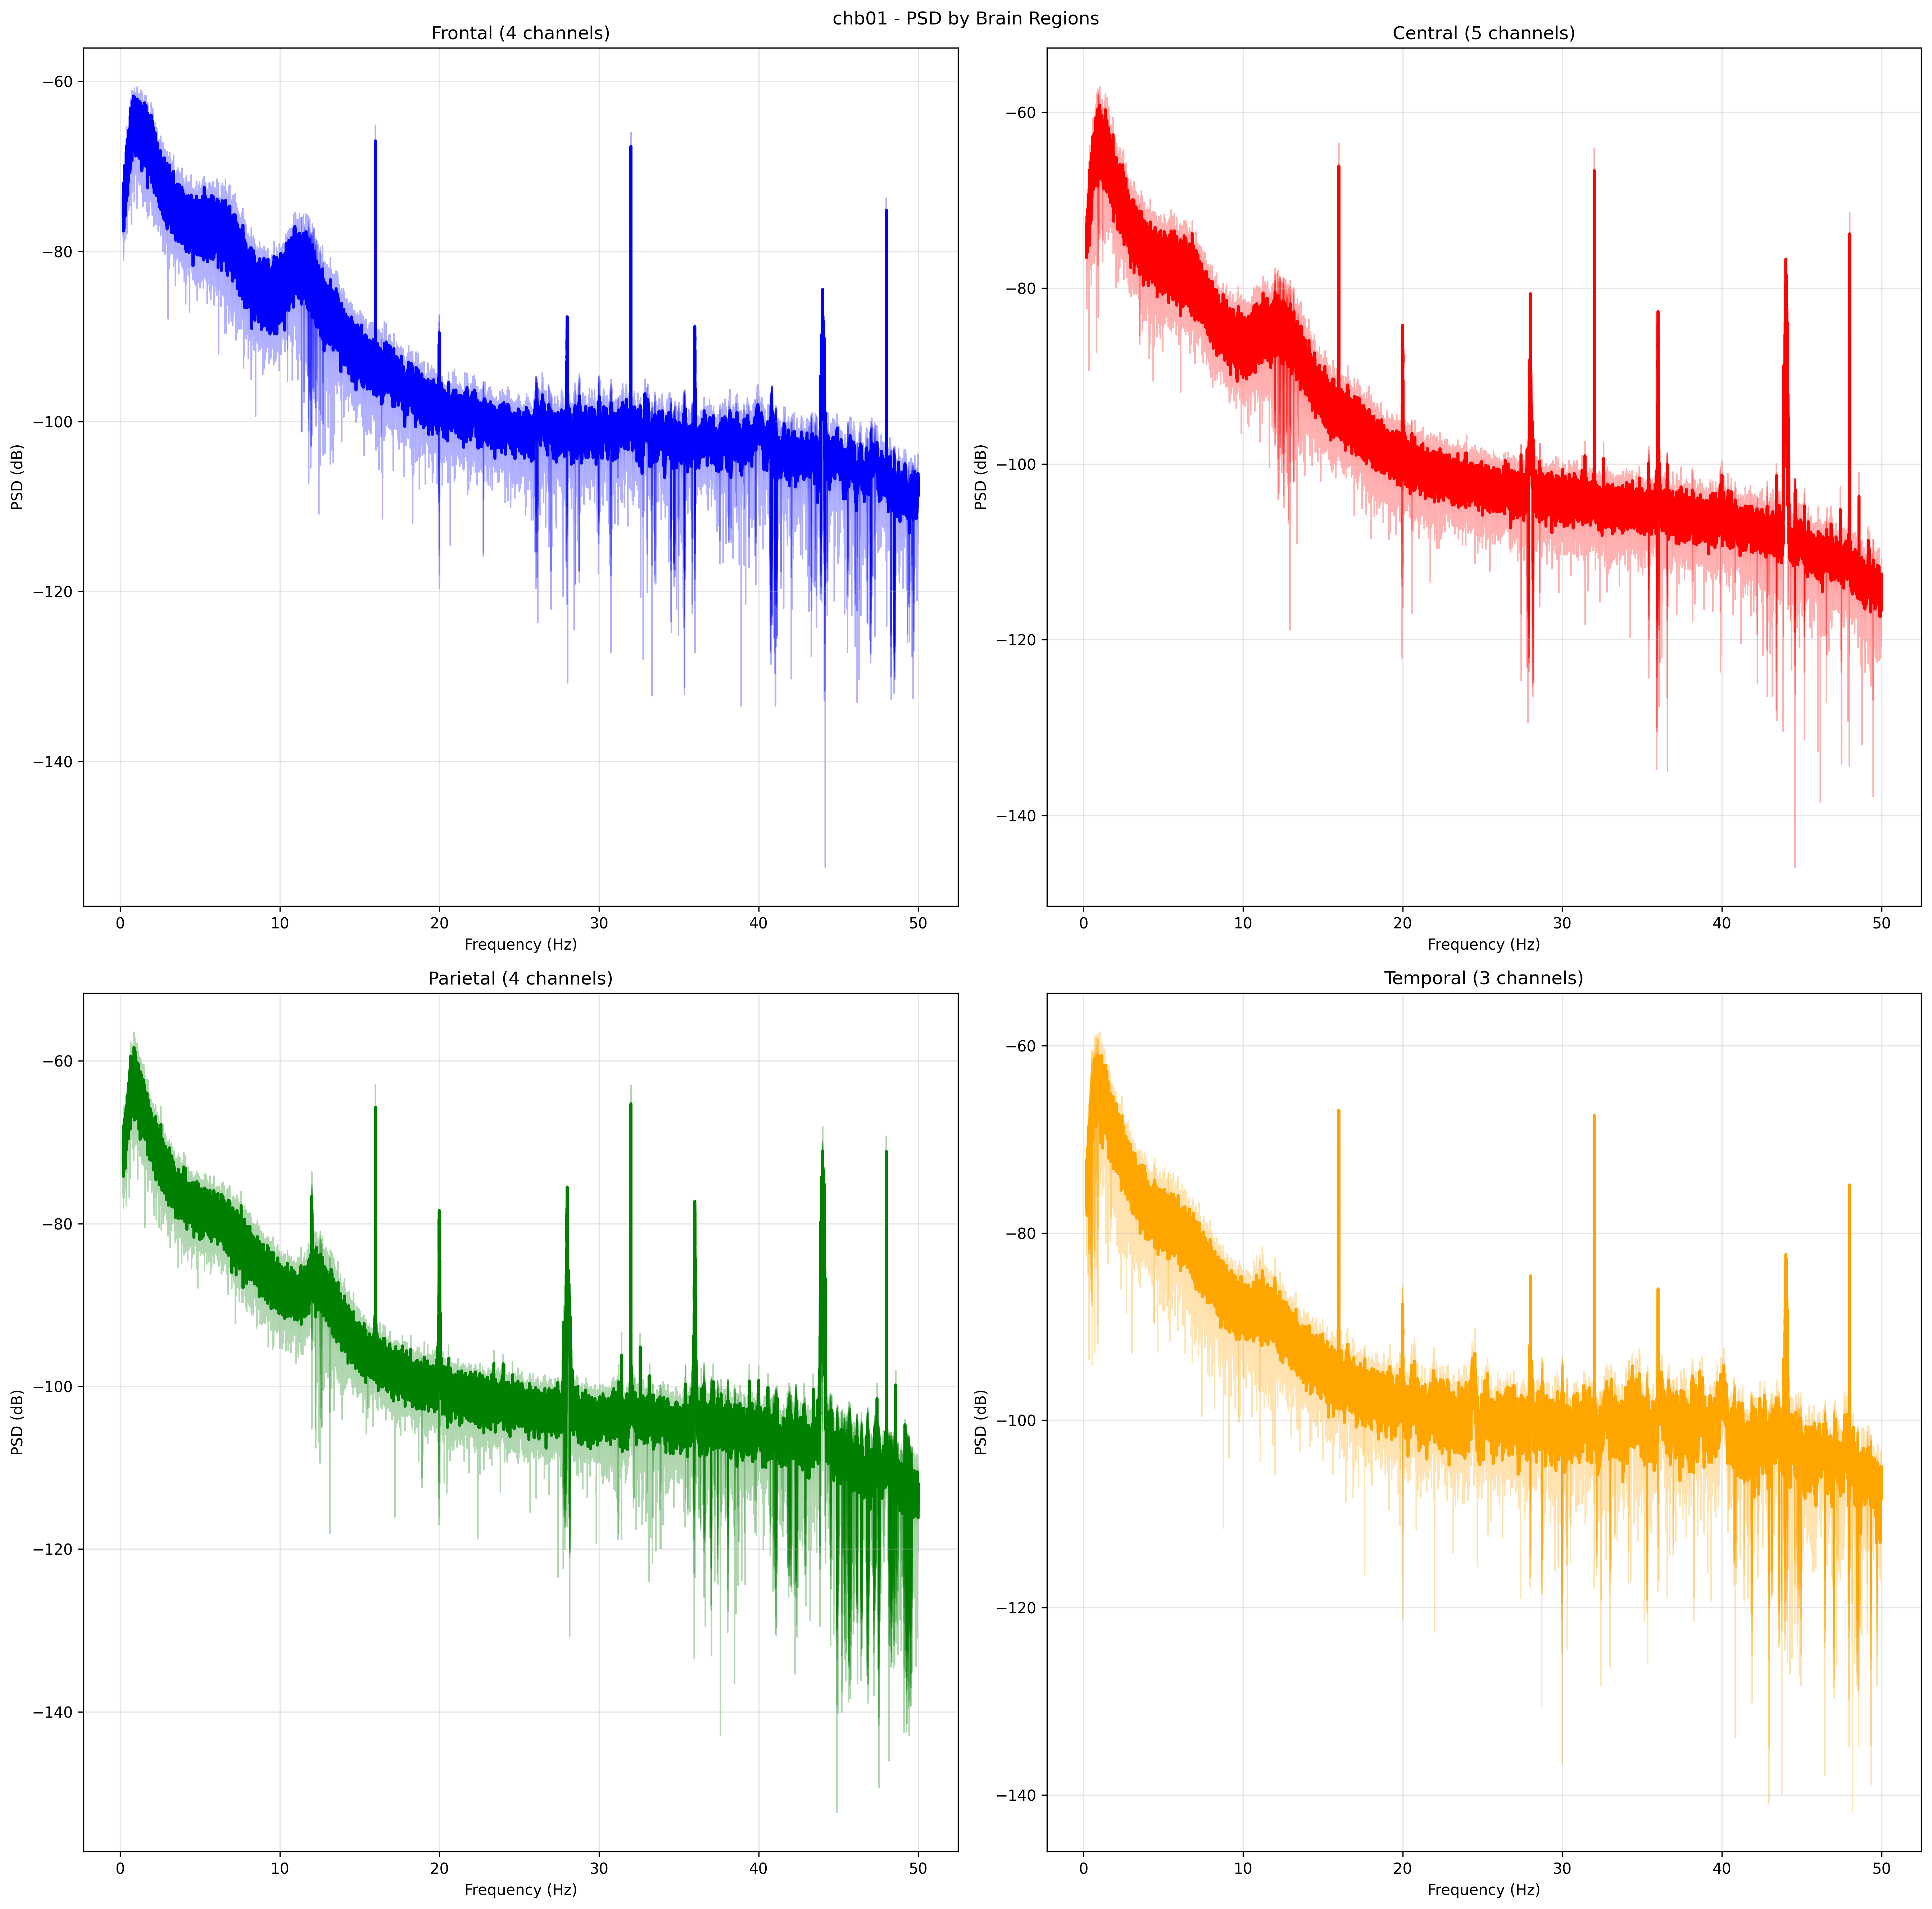 chb01 - PSD by Brain Regions
Frontal (4 channels)
PSD (dB)
−60
−80
−100
−120
−140
0 10 20 30 40 50
Frequency (Hz)
Central (5 channels)
PSD (dB)
−60
−80
−100
−120
−140
0 10 20 30 40 50
Frequency (Hz)
Parietal (4 channels)
PSD (dB)
−60
−80
−100
−120
−140
0 10 20 30 40 50
Frequency (Hz)
Temporal (3 channels)
PSD (dB)
−60
−80
−100
−120
−140
0 10 20 30 40 50
Frequency (Hz)